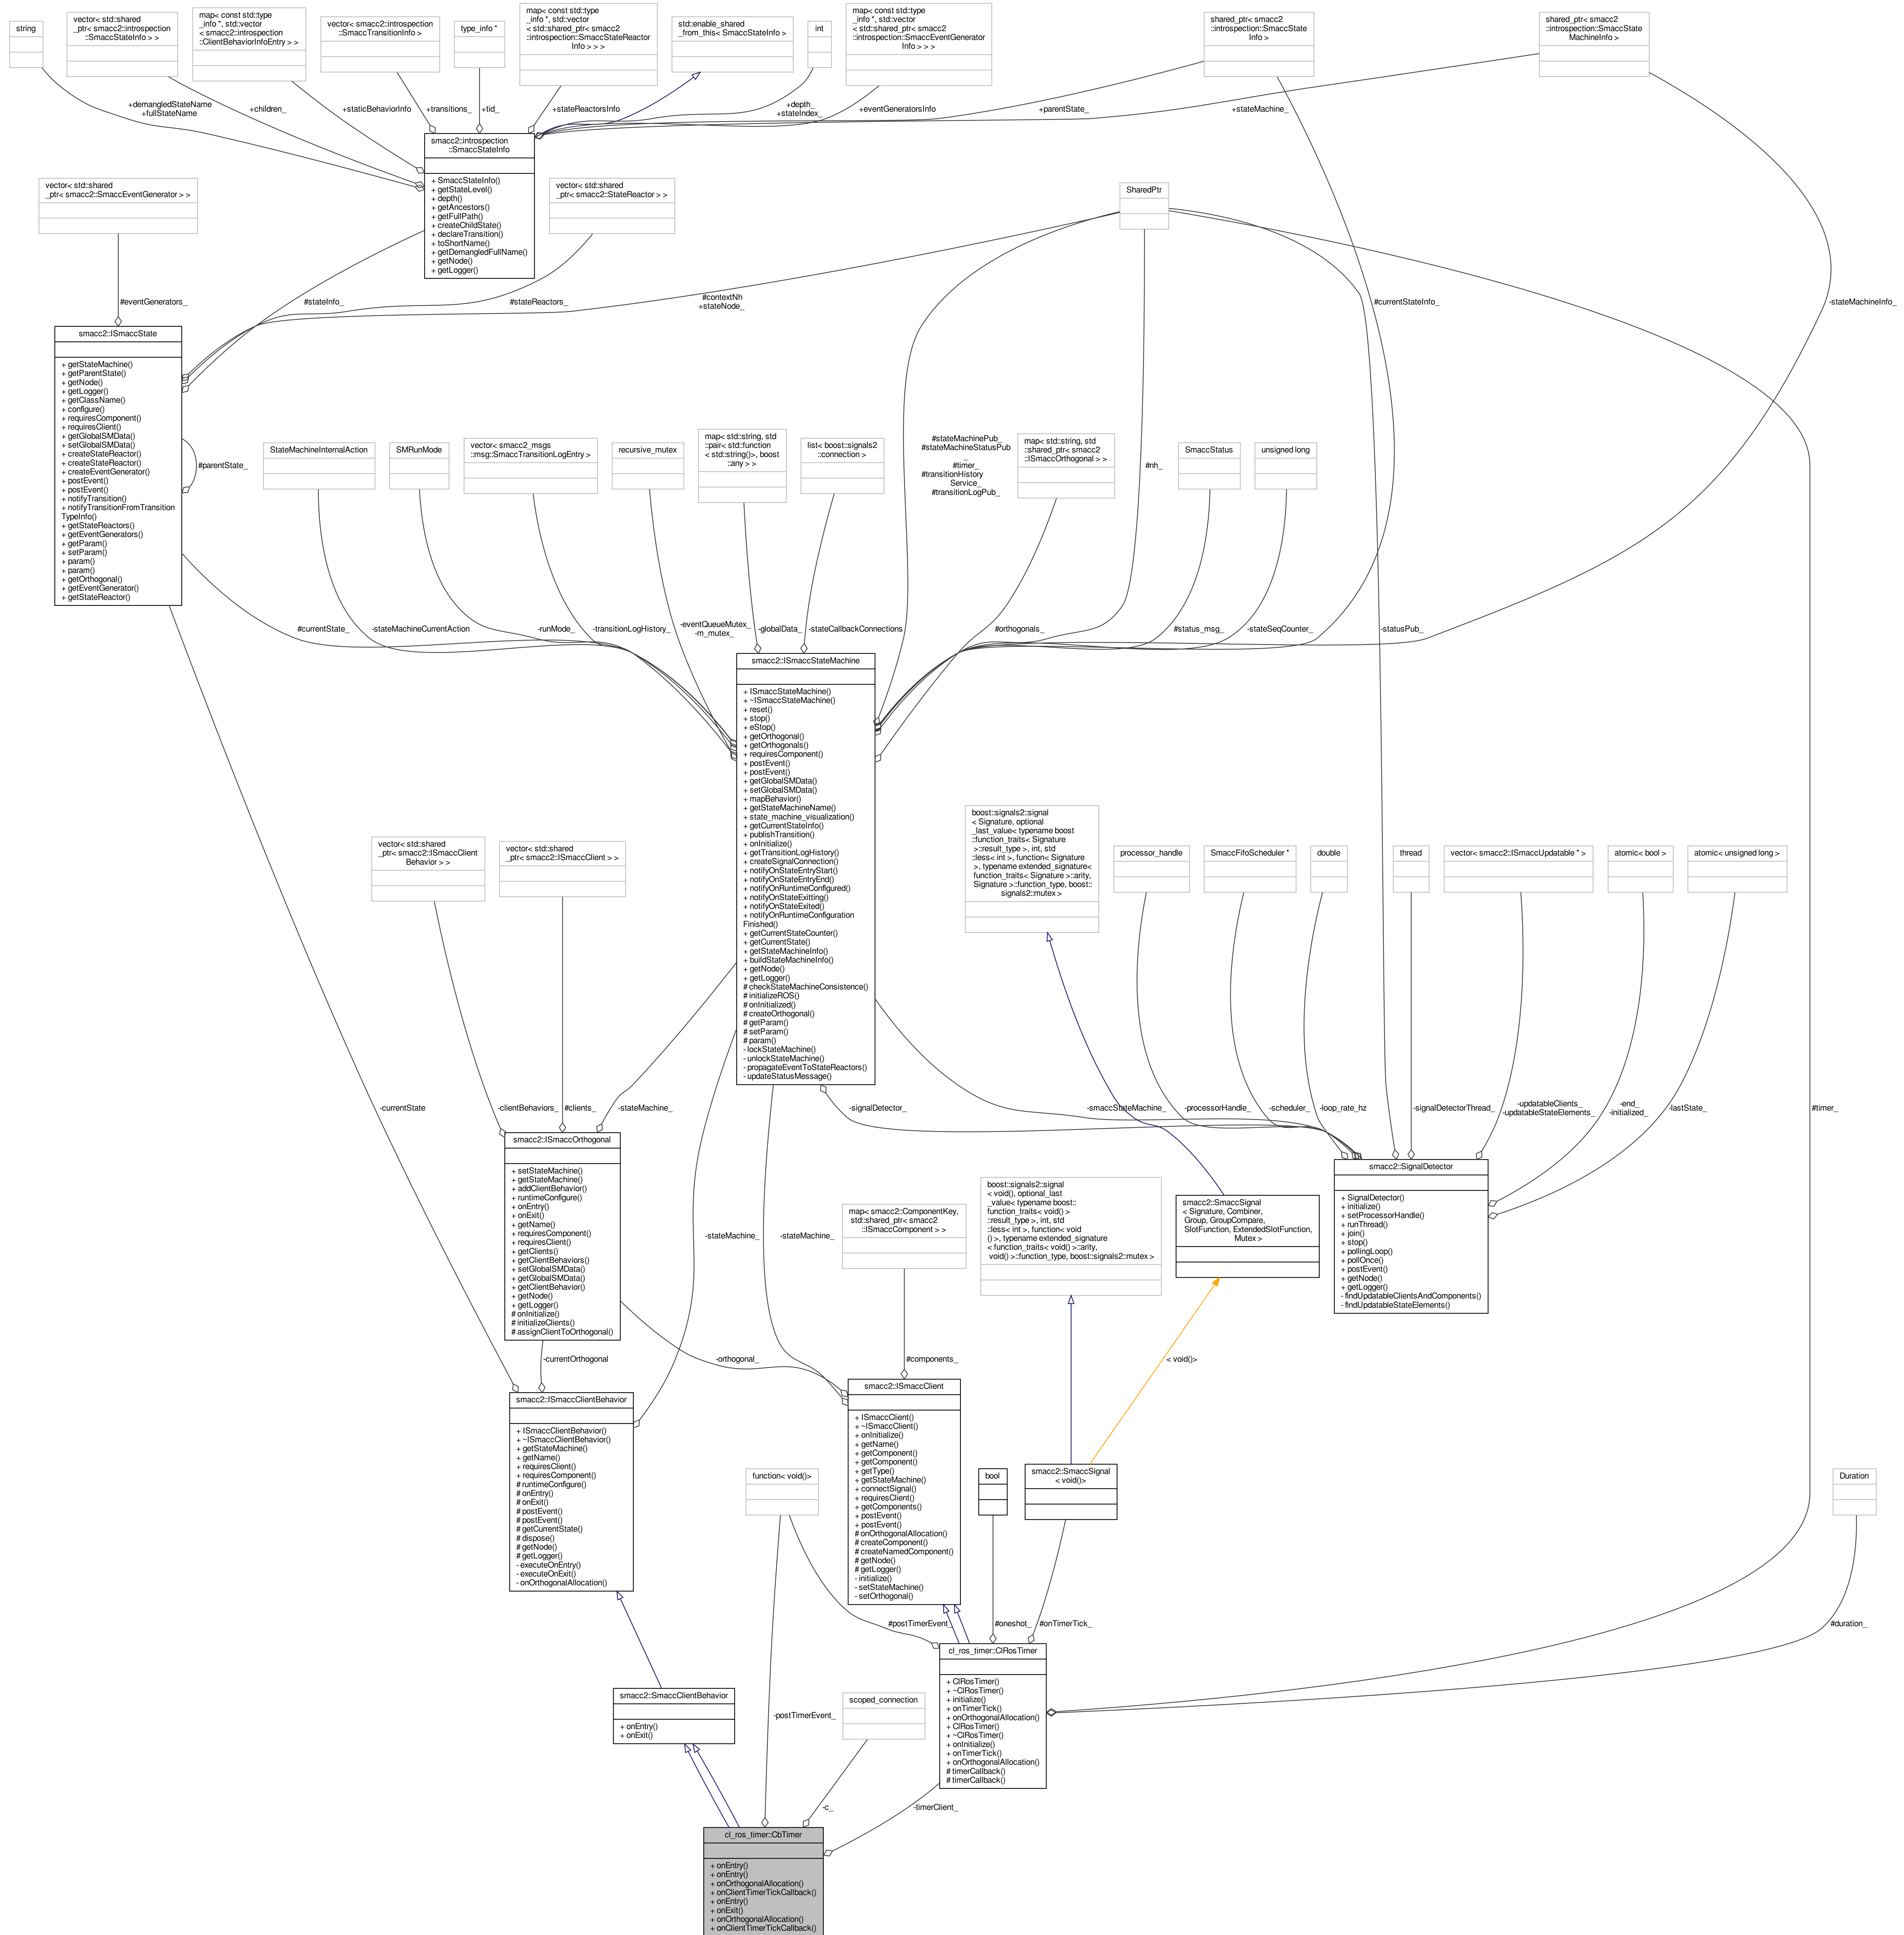 string
vector< std::shared
_ptr< smacc2::introspection
::SmaccStateInfo > >
map< const std::type
_info *, std::vector
< smacc2::introspection
::ClientBehaviorInfoEntry > >
vector< smacc2::introspection
::SmaccTransitionInfo >
type_info *
map< const std::type
_info *, std::vector
< std::shared_ptr< smacc2
::introspection::SmaccStateReactor
Info > > >
std::enable_shared
_from_this< SmaccStateInfo >
int
map< const std::type
_info *, std::vector
< std::shared_ptr< smacc2
::introspection::SmaccEventGenerator
Info > > >
shared_ptr< smacc2
::introspection::SmaccState
Info >
shared_ptr< smacc2
::introspection::SmaccState
MachineInfo >
+demangledStateName
+fullStateName
+children_
+staticBehaviorInfo
+transitions_
+tid_
+stateReactorsInfo
+depth_
+stateIndex_
+eventGeneratorsInfo
+parentState_
+stateMachine_
smacc2::introspection
::SmaccStateInfo
+ SmaccStateInfo()
+ getStateLevel()
+ depth()
+ getAncestors()
+ getFullPath()
+ createChildState()
+ declareTransition()
+ toShortName()
+ getDemangledFullName()
+ getNode()
+ getLogger()
vector< std::shared
_ptr< smacc2::SmaccEventGenerator > >
vector< std::shared
_ptr< smacc2::StateReactor > >
SharedPtr
#eventGenerators_
#stateInfo_
#stateReactors_
#contextNh
+stateNode_
#currentStateInfo_
-stateMachineInfo_
smacc2::ISmaccState
+ getStateMachine()
+ getParentState()
+ getNode()
+ getLogger()
+ getClassName()
+ configure()
+ requiresComponent()
+ requiresClient()
+ getGlobalSMData()
+ setGlobalSMData()
+ createStateReactor()
+ createStateReactor()
+ createEventGenerator()
+ postEvent()
+ postEvent()
+ notifyTransition()
+ notifyTransitionFromTransition
TypeInfo()
+ getStateReactors()
+ getEventGenerators()
+ getParam()
+ setParam()
+ param()
+ param()
+ getOrthogonal()
+ getEventGenerator()
+ getStateReactor()
#parentState_
StateMachineInternalAction
SMRunMode
vector< smacc2_msgs
::msg::SmaccTransitionLogEntry >
recursive_mutex
map< std::string, std
::pair< std::function
< std::string()>, boost
::any > >
list< boost::signals2
::connection >
#stateMachinePub_
#stateMachineStatusPub
_
#timer_
#transitionHistory
Service_
#transitionLogPub_
map< std::string, std
::shared_ptr< smacc2
::ISmaccOrthogonal > >
#nh_
SmaccStatus
unsigned long
#currentState_
-stateMachineCurrentAction
-runMode_
-transitionLogHistory_
-eventQueueMutex_
-m_mutex_
-globalData_
-stateCallbackConnections
#orthogonals_
#status_msg_
-stateSeqCounter_
-statusPub_
smacc2::ISmaccStateMachine
+ ISmaccStateMachine()
+ ~ISmaccStateMachine()
+ reset()
+ stop()
+ eStop()
+ getOrthogonal()
+ getOrthogonals()
+ requiresComponent()
+ postEvent()
+ postEvent()
+ getGlobalSMData()
+ setGlobalSMData()
+ mapBehavior()
+ getStateMachineName()
+ state_machine_visualization()
+ getCurrentStateInfo()
+ publishTransition()
+ onInitialize()
+ getTransitionLogHistory()
+ createSignalConnection()
+ notifyOnStateEntryStart()
+ notifyOnStateEntryEnd()
+ notifyOnRuntimeConfigured()
+ notifyOnStateExitting()
+ notifyOnStateExited()
+ notifyOnRuntimeConfiguration
Finished()
+ getCurrentStateCounter()
+ getCurrentState()
+ getStateMachineInfo()
+ buildStateMachineInfo()
+ getNode()
+ getLogger()
# checkStateMachineConsistence()
# initializeROS()
# onInitialized()
# createOrthogonal()
# getParam()
# setParam()
# param()
- lockStateMachine()
- unlockStateMachine()
- propagateEventToStateReactors()
- updateStatusMessage()
vector< std::shared
_ptr< smacc2::ISmaccClient
Behavior > >
vector< std::shared
_ptr< smacc2::ISmaccClient > >
boost::signals2::signal
< Signature, optional
_last_value< typename boost
::function_traits< Signature
>::result_type >, int, std
::less< int >, function< Signature
>, typename extended_signature<
function_traits< Signature >::arity,
Signature >::function_type, boost::
signals2::mutex >
processor_handle
SmaccFifoScheduler *
double
thread
vector< smacc2::ISmaccUpdatable * >
atomic< bool >
atomic< unsigned long >
-currentState
-clientBehaviors_
#clients_
-stateMachine_
-signalDetector_
-smaccStateMachine_
-processorHandle_
-scheduler_
-loop_rate_hz
-signalDetectorThread_
-updatableClients_
-updatableStateElements_
-end_
-initialized_
-lastState_
#timer_
smacc2::ISmaccOrthogonal
+ setStateMachine()
+ getStateMachine()
+ addClientBehavior()
+ runtimeConfigure()
+ onEntry()
+ onExit()
+ getName()
+ requiresComponent()
+ requiresClient()
+ getClients()
+ getClientBehaviors()
+ setGlobalSMData()
+ getGlobalSMData()
+ getClientBehavior()
+ getNode()
+ getLogger()
# onInitialize()
# initializeClients()
# assignClientToOrthogonal()
-stateMachine_
-stateMachine_
map< smacc2::ComponentKey,
std::shared_ptr< smacc2
::ISmaccComponent > >
boost::signals2::signal
< void(), optional_last
_value< typename boost::
function_traits< void()>
::result_type >, int, std
::less< int >, function< void
() >, typename extended_signature
< function_traits< void() >::arity,
void() >::function_type, boost::signals2::mutex >
smacc2::SmaccSignal
< Signature, Combiner,
Group, GroupCompare,
SlotFunction, ExtendedSlotFunction,
Mutex >
smacc2::SignalDetector
+ SignalDetector()
+ initialize()
+ setProcessorHandle()
+ runThread()
+ join()
+ stop()
+ pollingLoop()
+ pollOnce()
+ postEvent()
+ getNode()
+ getLogger()
- findUpdatableClientsAndComponents()
- findUpdatableStateElements()
-currentOrthogonal
-orthogonal_
#components_
< void()>
smacc2::ISmaccClientBehavior
+ ISmaccClientBehavior()
+ ~ISmaccClientBehavior()
+ getStateMachine()
+ getName()
+ requiresClient()
+ requiresComponent()
# runtimeConfigure()
# onEntry()
# onExit()
# postEvent()
# postEvent()
# getCurrentState()
# dispose()
# getNode()
# getLogger()
- executeOnEntry()
- executeOnExit()
- onOrthogonalAllocation()
smacc2::ISmaccClient
+ ISmaccClient()
+ ~ISmaccClient()
+ onInitialize()
+ getName()
+ getComponent()
+ getComponent()
+ getType()
+ getStateMachine()
+ connectSignal()
+ requiresClient()
+ getComponents()
+ postEvent()
+ postEvent()
# onOrthogonalAllocation()
# createComponent()
# createNamedComponent()
# getNode()
# getLogger()
- initialize()
- setStateMachine()
- setOrthogonal()
function< void()>
bool
smacc2::SmaccSignal
< void()>
Duration
#postTimerEvent_
#oneshot_
#onTimerTick_
#duration_
cl_ros_timer::ClRosTimer
+ ClRosTimer()
+ ~ClRosTimer()
+ initialize()
+ onTimerTick()
+ onOrthogonalAllocation()
+ ClRosTimer()
+ ~ClRosTimer()
+ onInitialize()
+ onTimerTick()
+ onOrthogonalAllocation()
# timerCallback()
# timerCallback()
smacc2::SmaccClientBehavior
+ onEntry()
+ onExit()
-postTimerEvent_
scoped_connection
-c_
-timerClient_
cl_ros_timer::CbTimer
+ onEntry()
+ onEntry()
+ onOrthogonalAllocation()
+ onClientTimerTickCallback()
+ onEntry()
+ onExit()
+ onOrthogonalAllocation()
+ onClientTimerTickCallback()